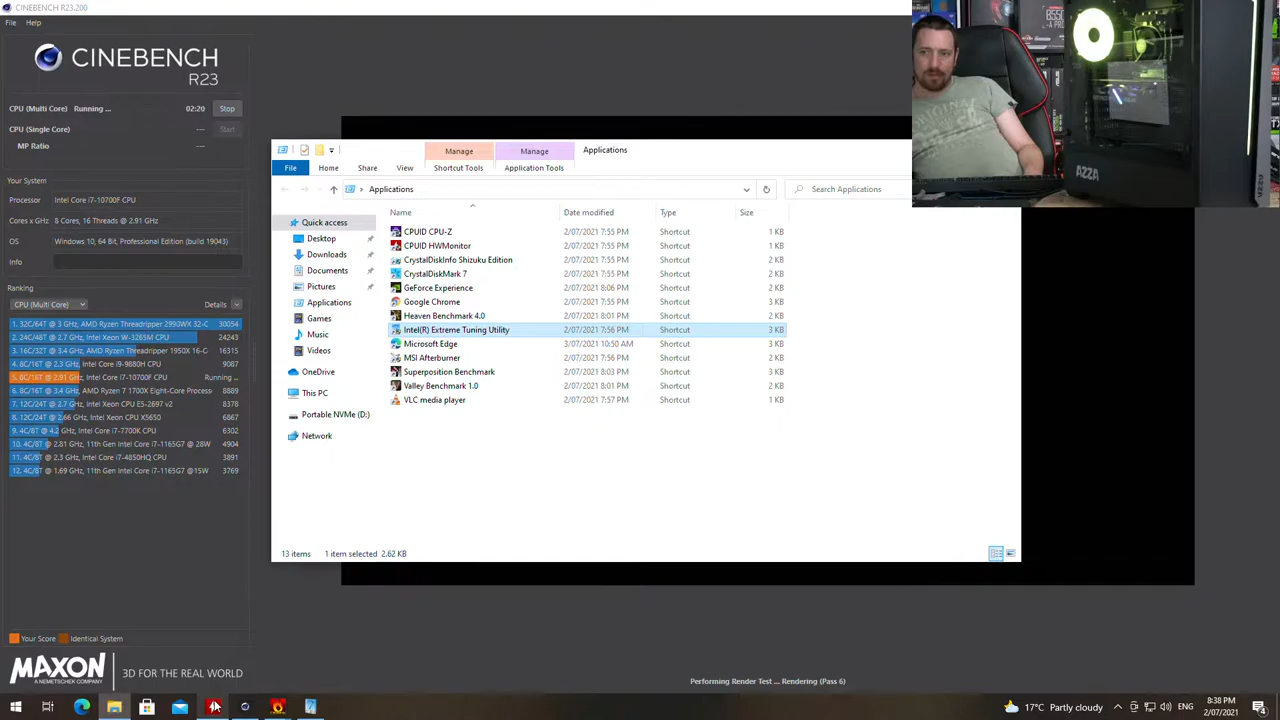 CINEBENCH R23.200
File Help
CINEBENCH
R23
CPU (Multi Core) Running ... 02:20 Stop
CPU (Single Core) --- Start
MP Ratio ---
Your System
Processor Intel Core i7-10700F CPU
Cores x GHz 8 Cores, 16 Threads @ 2.91 GHz
OS Windows 10, 64 Bit, Professional Edition (build 19043)
Info
Ranking
CPU (Multi Core) Details
1. 32C/64T @ 3 GHz, AMD Ryzen Threadripper 2990WX 32-C 30054
2. 24C/48T @ 2.7 GHz, Intel Xeon W-3265M CPU 24243
3. 16C/32T @ 3.4 GHz, AMD Ryzen Threadripper 1950X 16-C 16315
4. 8C/16T @ 2.3 GHz, Intel Core i9-9880H CPU 9087
5. 8C/16T @ 2.91 GHz, Intel Core i7-10700F CPU Running ...
6. 8C/16T @ 3.4 GHz, AMD Ryzen 7 1700X Eight-Core Proces 8889
7. 12C/24T @ 2.7 GHz, Intel Xeon CPU E5-2697 v2 8378
8. 12C/24T @ 2.66 GHz, Intel Xeon CPU X5650 6867
9. 4C/8T @ 4.2 GHz, Intel Core i7-7700K CPU 6302
10. 4C/8T @ 2.81 GHz, 11th Gen Intel Core i7-1165G7 @ 28W 4904
11. 4C/8T @ 2.3 GHz, Intel Core i7-4850HQ CPU 3891
12. 4C/8T @ 1.69 GHz, 11th Gen Intel Core i7-1165G7 @15W 3769
Your Score Identical System
MAXON
A NEMETSCHEK COMPANY
3D FOR THE REAL WORLD
Manage Manage Applications
File Home Share View Shortcut Tools Application Tools
Applications Search Applications
Name Date modified Type Size
Quick access
Desktop
Downloads
Documents
Pictures
Applications
Games
Music
Videos
OneDrive
This PC
Portable NVMe (D:)
Network
CPUID CPU-Z 2/07/2021 7:55 PM Shortcut 1 KB
CPUID HWMonitor 2/07/2021 7:55 PM Shortcut 1 KB
CrystalDiskInfo Shizuku Edition 2/07/2021 7:55 PM Shortcut 2 KB
CrystalDiskMark 7 2/07/2021 7:55 PM Shortcut 2 KB
GeForce Experience 2/07/2021 8:06 PM Shortcut 2 KB
Google Chrome 2/07/2021 7:55 PM Shortcut 3 KB
Heaven Benchmark 4.0 2/07/2021 8:01 PM Shortcut 2 KB
Intel(R) Extreme Tuning Utility 2/07/2021 7:56 PM Shortcut 3 KB
Microsoft Edge 3/07/2021 10:50 AM Shortcut 3 KB
MSI Afterburner 2/07/2021 7:56 PM Shortcut 2 KB
Superposition Benchmark 2/07/2021 8:03 PM Shortcut 2 KB
Valley Benchmark 1.0 2/07/2021 8:01 PM Shortcut 2 KB
VLC media player 2/07/2021 7:57 PM Shortcut 1 KB
13 items 1 item selected 2.62 KB
ORIGINAL
AZZA
Performing Render Test ... Rendering (Pass 6)
17°C Partly cloudy ENG 8:38 PM
2/07/2021